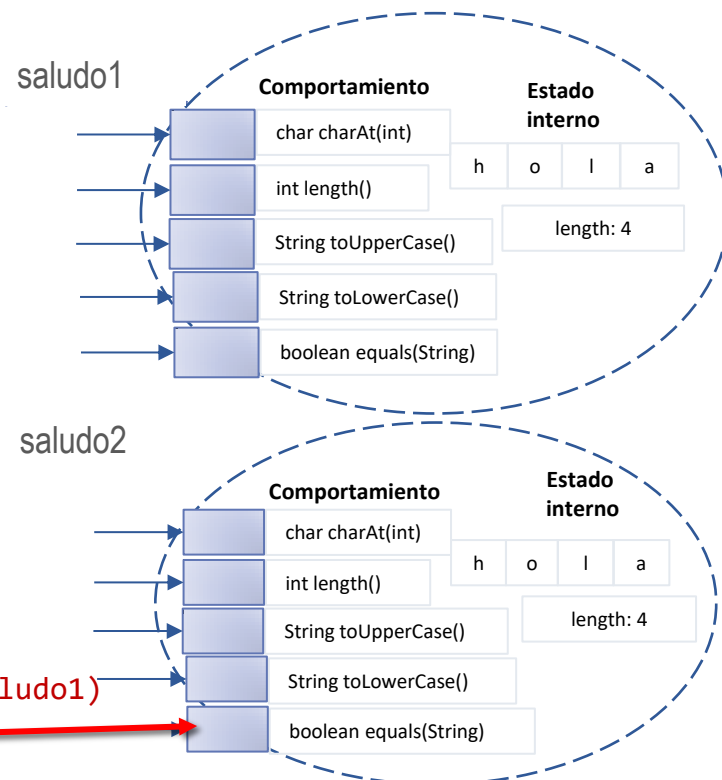 saludo1
Comportamiento
Estado
interno
char charAt(int)
h o l a
int length()
length: 4
String toUpperCase()
String toLowerCase()
boolean equals(String)
saludo2
Comportamiento
Estado
interno
char charAt(int)
h o l a
int length()
length: 4
String toUpperCase()
ludo1)
String toLowerCase()
boolean equals(String)